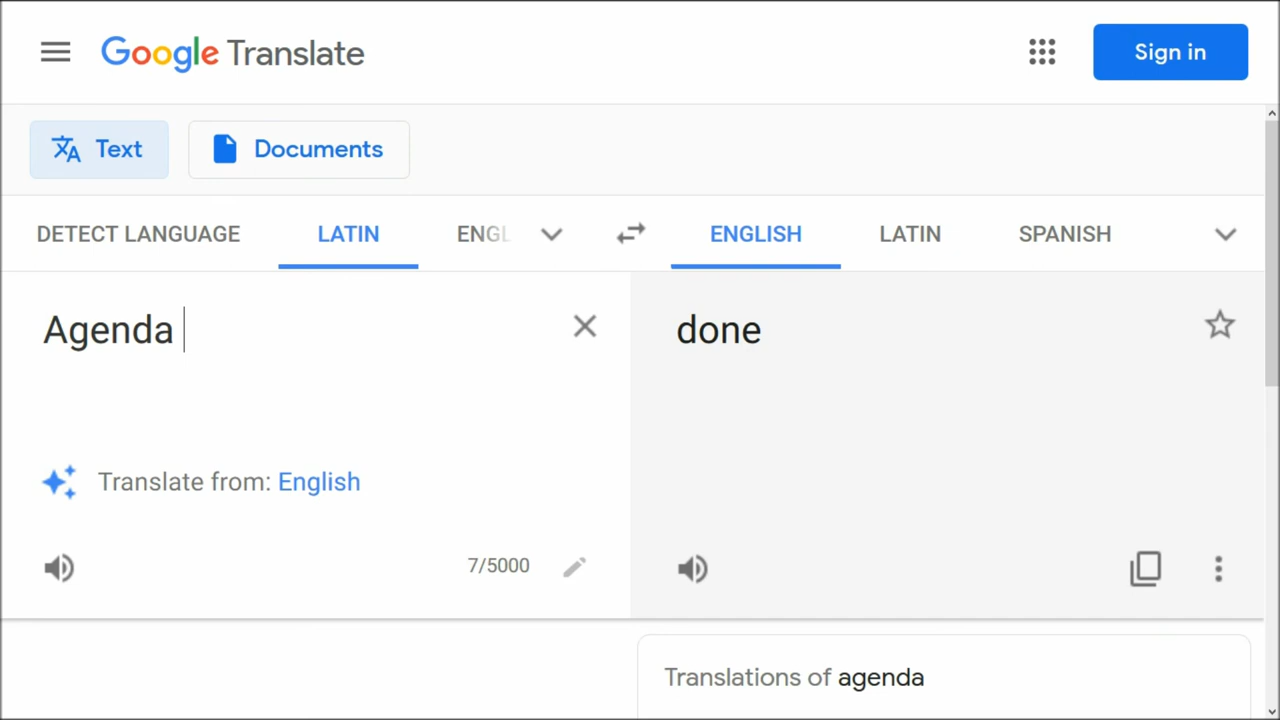 Google Translate
Sign in
Text
Documents
DETECT LANGUAGE
LATIN
ENGL
ENGLISH
LATIN
SPANISH
Agenda
done
Translate from: English
7/5000
Translations of agenda